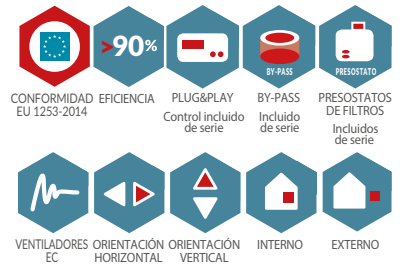 >90%
BY-PASS
PRESOSTATO
CONFORMIDAD
EU 1253-2014
EFICIENCIA
PLUG&PLAY
Control incluido
de serie
BY-PASS
Incluido
de serie
PRESOSTATOS
DE FILTROS
Incluidos
de serie
VENTILADORES
EC
ORIENTACIÓN
HORIZONTAL
ORIENTACIÓN
VERTICAL
INTERNO
EXTERNO